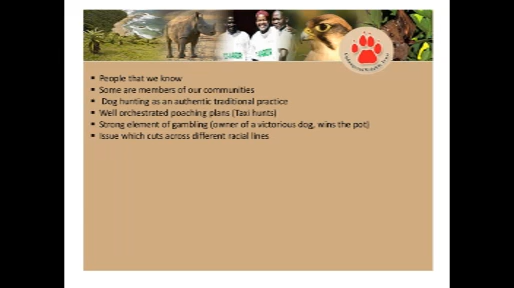 People that we know
Some are members of our communities
Dog hunting as an authentic traditional practice
Well orchestrated poaching plans (Taxi hunts)
Strong element of gambling (owner of a victorious dog, wins the pot)
Issue which cuts across different racial lines